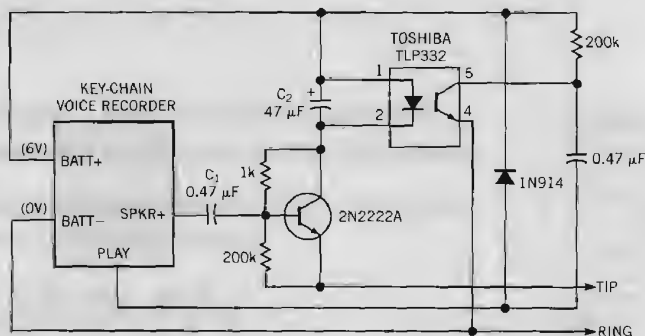 TOSHIBA
TLP332
200k
1
5
KEY-CHAIN
VOICE RECORDER
C2
+
47 µF
2
4
(6V)
BATT+
C1
0.47 µF
1k
0.47 µF
1N914
(0V)
BATT−
SPKR+
2N2222A
PLAY
200k
TIP
RING